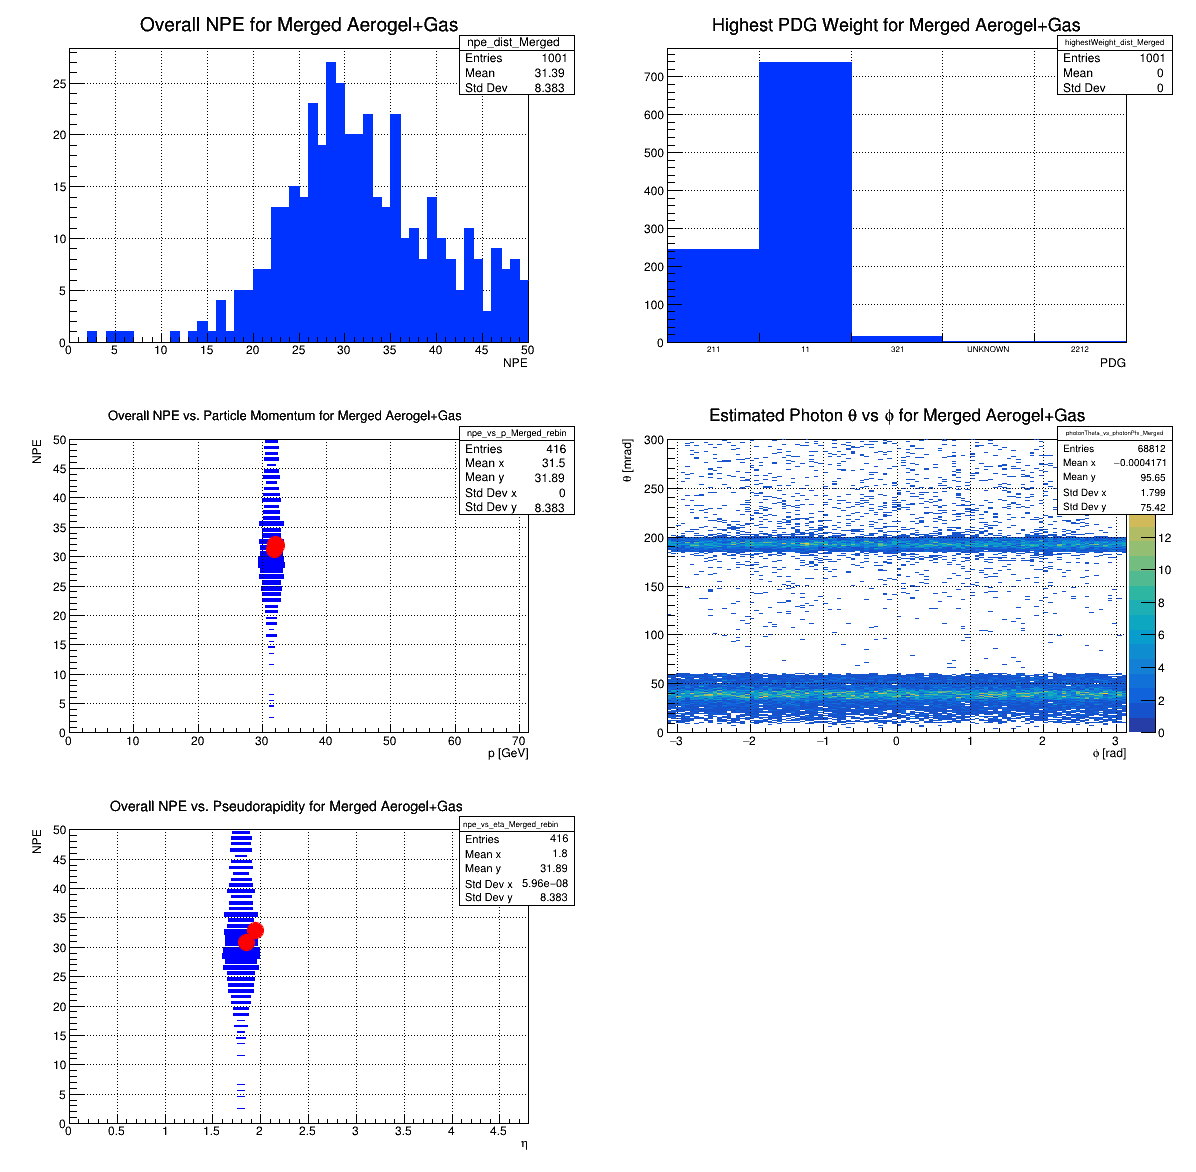 Overall NPE for Merged Aerogel+Gas
npe_dist_Merged
Entries 1001
Mean 31.39
Std Dev 8.383
25
20
15
10
5
0
0 5 10 15 20 25 30 35 40 45 50
NPE
Highest PDG Weight for Merged Aerogel+Gas
highestWeight_dist_Merged
Entries 1001
Mean 0
Std Dev 0
700
600
500
400
300
200
100
0
211 11 321 UNKNOWN 2212
PDG
Overall NPE vs. Particle Momentum for Merged Aerogel+Gas
npe_vs_p_Merged_rebin
Entries 416
Mean x 31.5
Mean y 31.89
Std Dev x 0
Std Dev y 8.383
NPE
50
45
40
35
30
25
20
15
10
5
0
0 10 20 30 40 50 60 70
p [GeV]
Estimated Photon θ vs ϕ for Merged Aerogel+Gas
photonTheta_vs_photonPhi_Merged
Entries 68812
Mean x −0.0004171
Mean y 95.65
Std Dev x 1.799
Std Dev y 75.42
θ [mrad]
300
250
200
150
100
50
0
−3 −2 −1 0 1 2 3
ϕ [rad]
12
10
8
6
4
2
0
Overall NPE vs. Pseudorapidity for Merged Aerogel+Gas
npe_vs_eta_Merged_rebin
Entries 416
Mean x 1.8
Mean y 31.89
Std Dev x 5.96e−08
Std Dev y 8.383
NPE
50
45
40
35
30
25
20
15
10
5
0
0 0.5 1 1.5 2 2.5 3 3.5 4 4.5
η